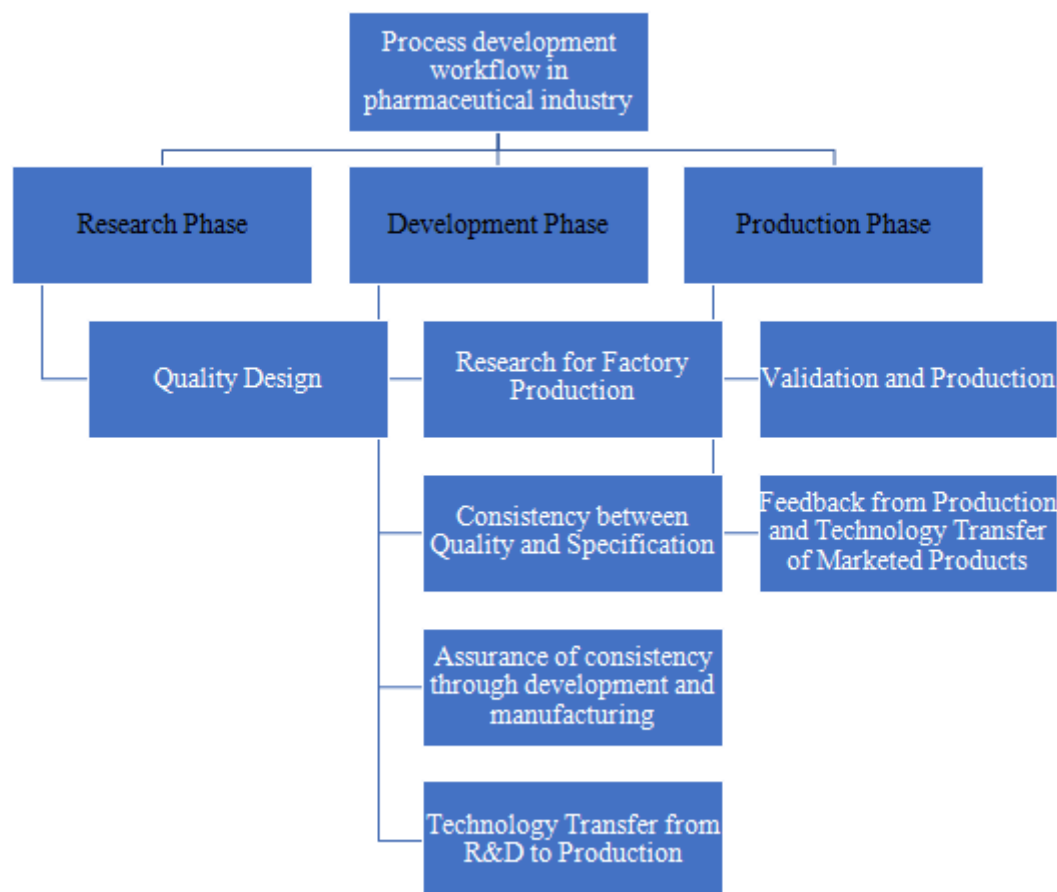 Process development
workflow in
pharmaceutical industry
Research Phase
Development Phase
Production Phase
Quality Design
Research for Factory
Production
Validation and Production
Consistency between
Quality and Specification
Feedback from Production
and Technology Transfer
of Marketed Products
Assurance of consistency
through development and
manufacturing
Technology Transfer from
R&D to Production